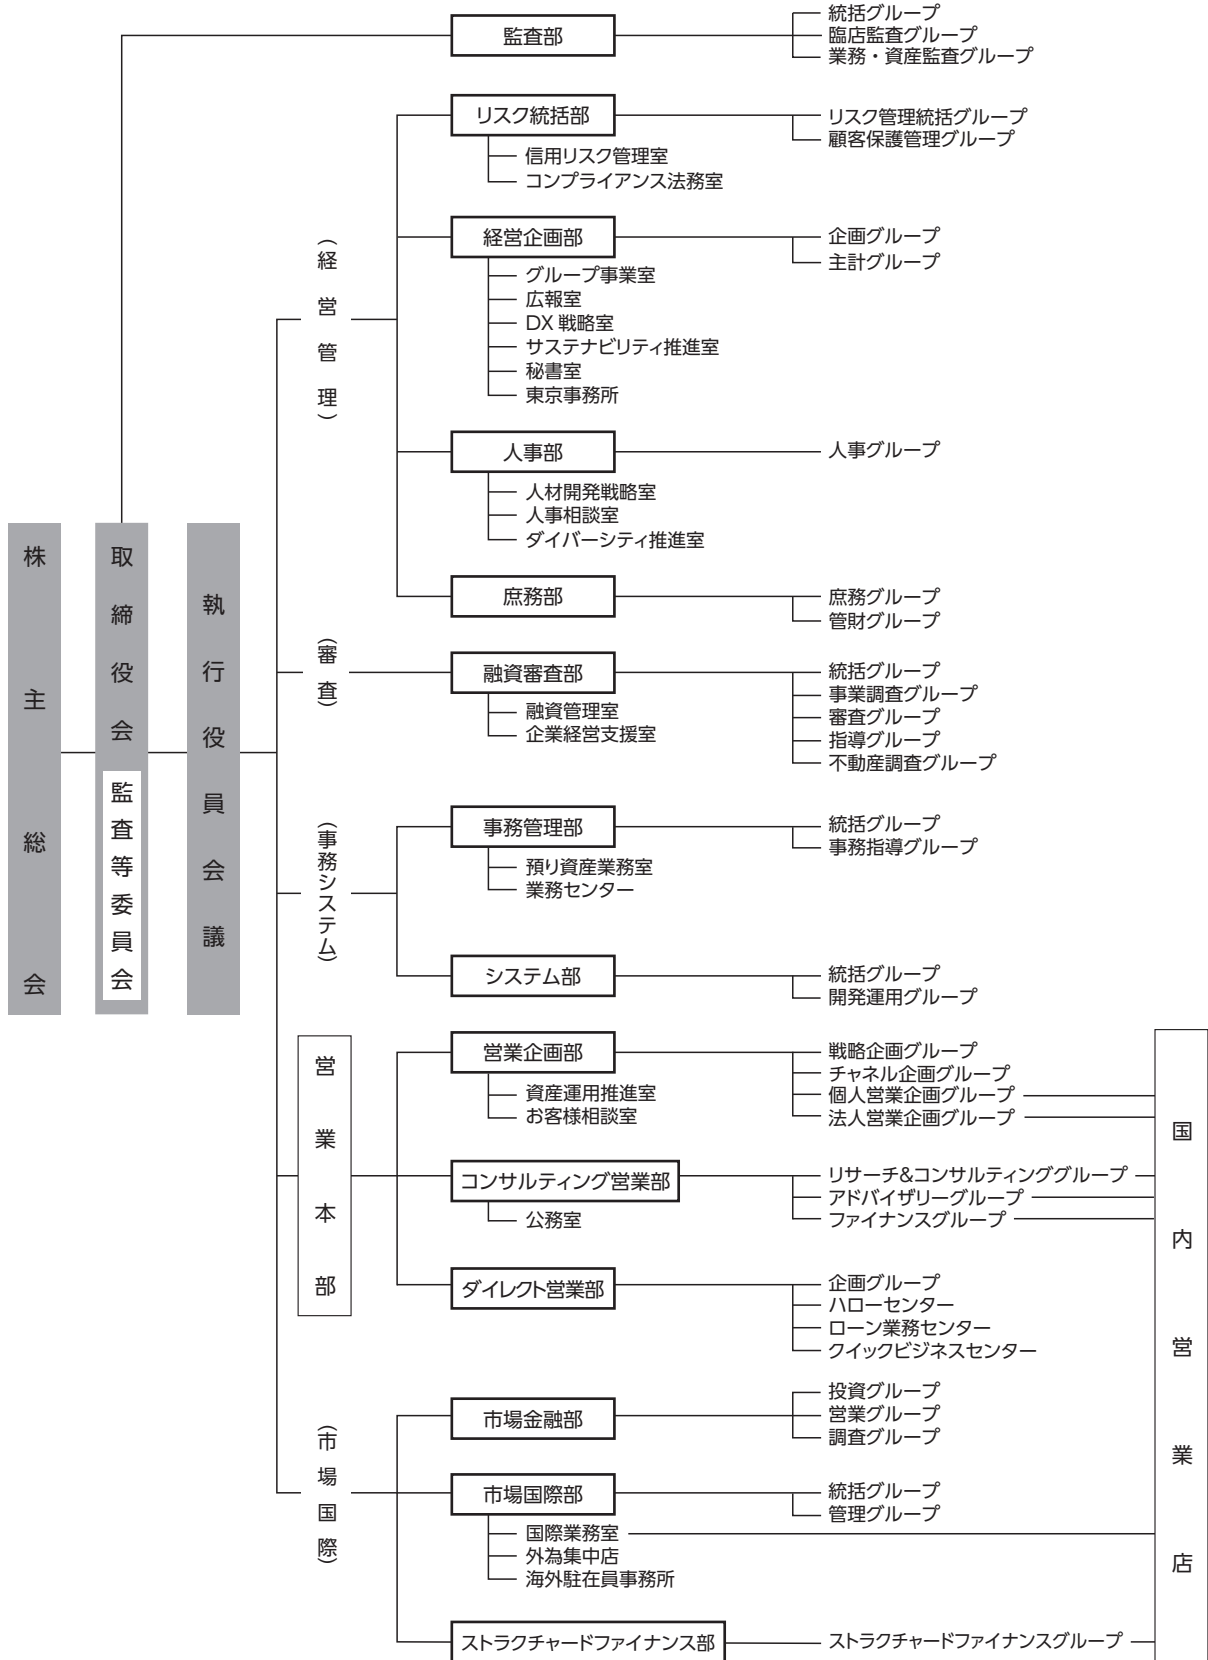 株主総会
取締役会
監査等委員会
執行役員会議
監査部
統括グループ
臨店監査グループ
業務・資産監査グループ
(経営管理)
リスク統括部
信用リスク管理室
コンプライアンス法務室
リスク管理統括グループ
顧客保護管理グループ
経営企画部
グループ事業室
広報室
DX 戦略室
サステナビリティ推進室
秘書室
東京事務所
企画グループ
主計グループ
人事部
人材開発戦略室
人事相談室
ダイバーシティ推進室
人事グループ
庶務部
庶務グループ
管財グループ
(審査)
融資審査部
融資管理室
企業経営支援室
統括グループ
事業調査グループ
審査グループ
指導グループ
不動産調査グループ
(事務システム)
事務管理部
預り資産業務室
業務センター
統括グループ
事務指導グループ
システム部
統括グループ
開発運用グループ
営業本部
営業企画部
資産運用推進室
お客様相談室
戦略企画グループ
チャネル企画グループ
個人営業企画グループ
法人営業企画グループ
コンサルティング営業部
公務室
リサーチ&コンサルティンググループ
アドバイザリーグループ
ファイナンスグループ
ダイレクト営業部
企画グループ
ハローセンター
ローン業務センター
クイックビジネスセンター
(市場国際)
市場金融部
投資グループ
営業グループ
調査グループ
市場国際部
国際業務室
外為集中店
海外駐在員事務所
統括グループ
管理グループ
ストラクチャードファイナンス部
ストラクチャードファイナンスグループ
国内営業店